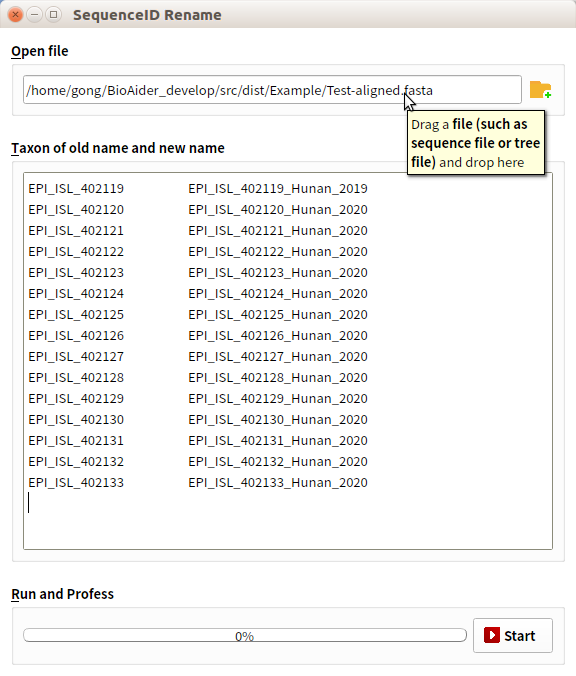 SequenceID Rename
Open file
/home/gong/BioAider_develop/src/dist/Example/Test-aligned.fasta
Drag a file (such as
sequence file or tree
file) and drop here
Taxon of old name and new name
EPI_ISL_402119 EPI_ISL_402119_Hunan_2019
EPI_ISL_402120 EPI_ISL_402120_Hunan_2020
EPI_ISL_402121 EPI_ISL_402121_Hunan_2020
EPI_ISL_402122 EPI_ISL_402122_Hunan_2020
EPI_ISL_402123 EPI_ISL_402123_Hunan_2020
EPI_ISL_402124 EPI_ISL_402124_Hunan_2020
EPI_ISL_402125 EPI_ISL_402125_Hunan_2020
EPI_ISL_402126 EPI_ISL_402126_Hunan_2020
EPI_ISL_402127 EPI_ISL_402127_Hunan_2020
EPI_ISL_402128 EPI_ISL_402128_Hunan_2020
EPI_ISL_402129 EPI_ISL_402129_Hunan_2020
EPI_ISL_402130 EPI_ISL_402130_Hunan_2020
EPI_ISL_402131 EPI_ISL_402131_Hunan_2020
EPI_ISL_402132 EPI_ISL_402132_Hunan_2020
EPI_ISL_402133 EPI_ISL_402133_Hunan_2020
Run and Profess
0%
Start